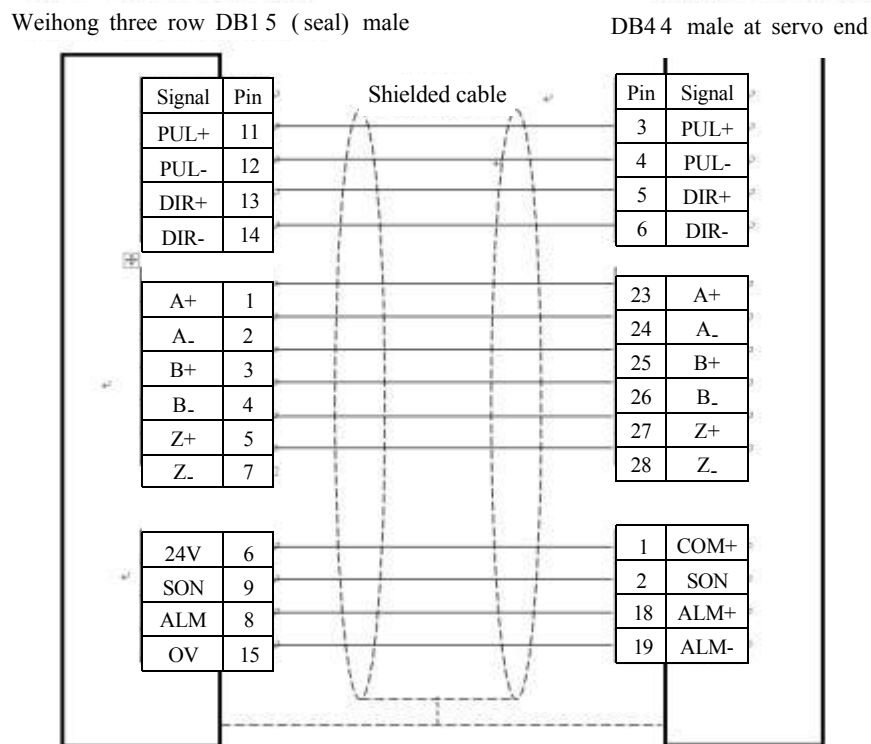 Weihong three row DB15 (seal) male
DB44 male at servo end
Shielded cable
Signal Pin
PUL+ 11
PUL- 12
DIR+ 13
DIR- 14
A+ 1
A- 2
B+ 3
B- 4
Z+ 5
Z- 7
24V 6
SON 9
ALM 8
OV 15
Pin Signal
3 PUL+
4 PUL-
5 DIR+
6 DIR-
23 A+
24 A-
25 B+
26 B-
27 Z+
28 Z-
1 COM+
2 SON
18 ALM+
19 ALM-